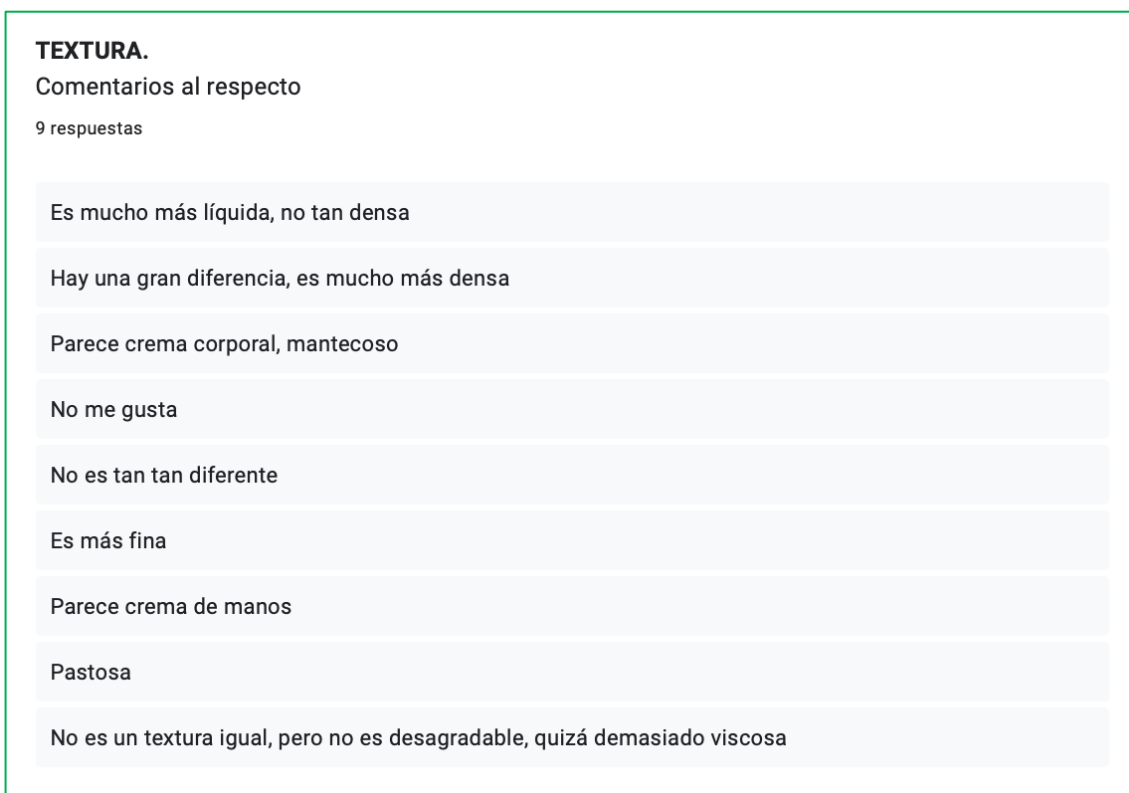 TEXTURA.
Comentarios al respecto
9 respuestas
Es mucho más líquida, no tan densa
Hay una gran diferencia, es mucho más densa
Parece crema corporal, mantecoso
No me gusta
No es tan tan diferente
Es más fina
Parece crema de manos
Pastosa
No es un textura igual, pero no es desagradable, quizá demasiado viscosa